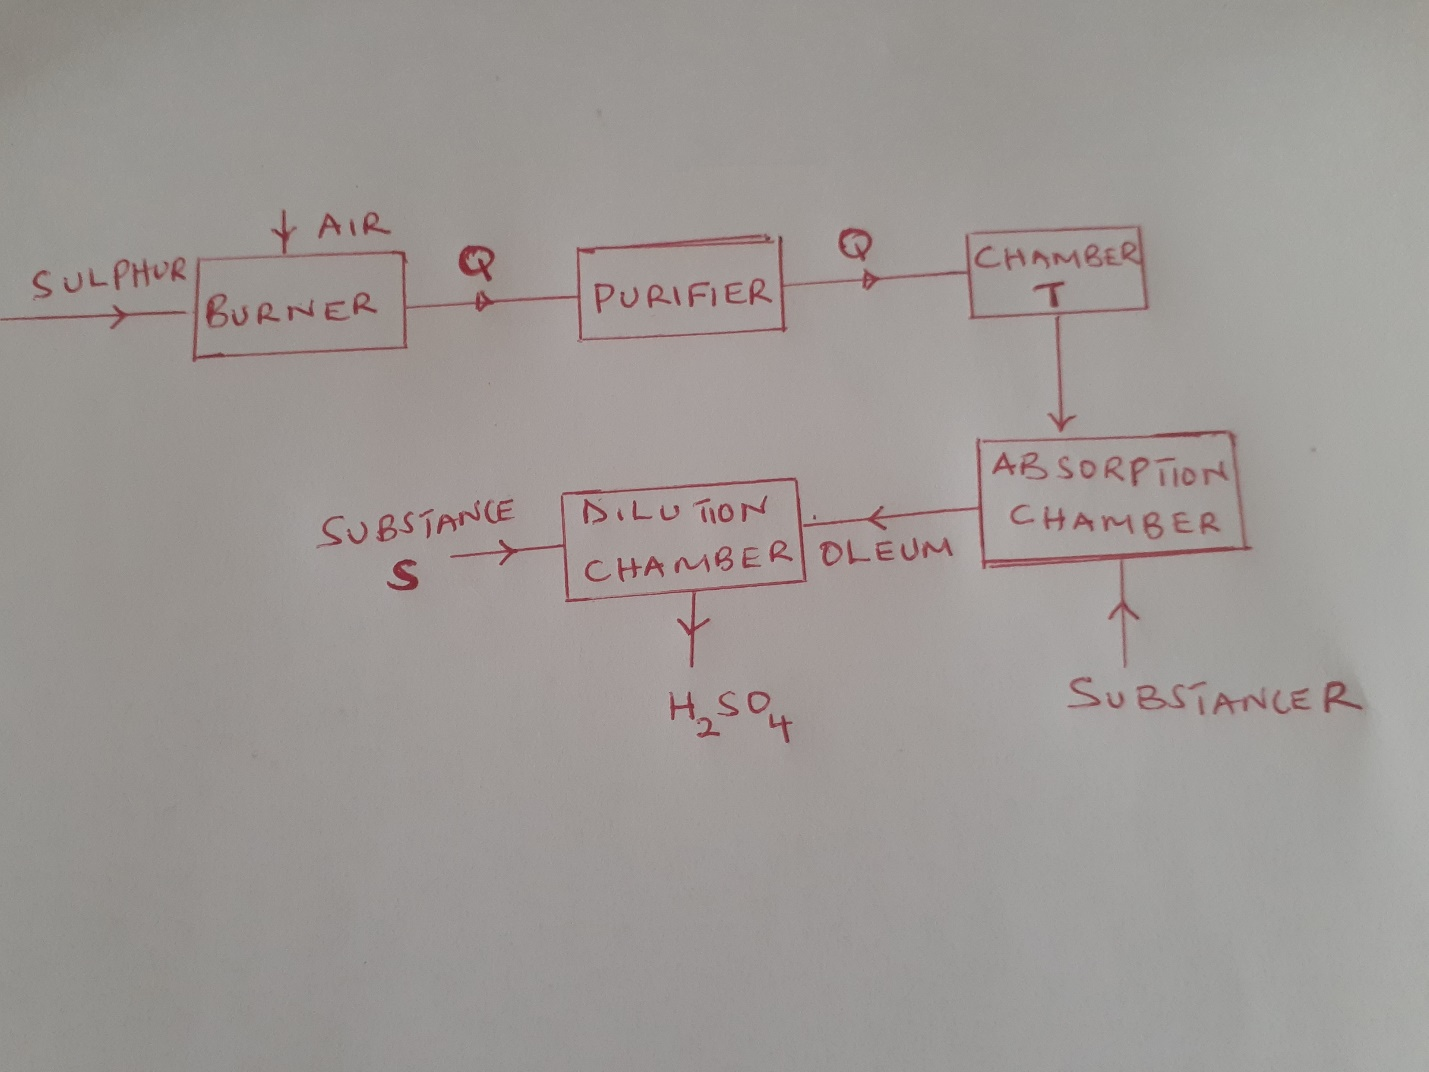 AIR
SULPHUR
BURNER
Q
PURIFIER
Q
CHAMBER
T
ABSORPTION
CHAMBER
SUBSTANCE R
OLEUM
DILUTION
CHAMBER
SUBSTANCE
S
H₂SO₄